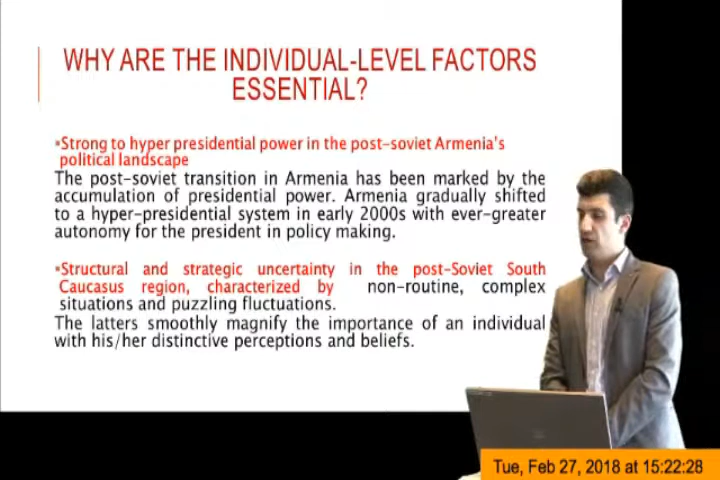 WHY ARE THE INDIVIDUAL-LEVEL FACTORS
ESSENTIAL?
▪Strong to hyper presidential power in the post-soviet Armenia's
political landscape
The post-soviet transition in Armenia has been marked by the
accumulation of presidential power. Armenia gradually shifted
to a hyper-presidential system in early 2000s with ever-greater
autonomy for the president in policy making.
▪Structural and strategic uncertainty in the post-Soviet South
Caucasus region, characterized by non-routine, complex
situations and puzzling fluctuations.
The latters smoothly magnify the importance of an individual
with his/her distinctive perceptions and beliefs.
Tue, Feb 27, 2018 at 15:22:28